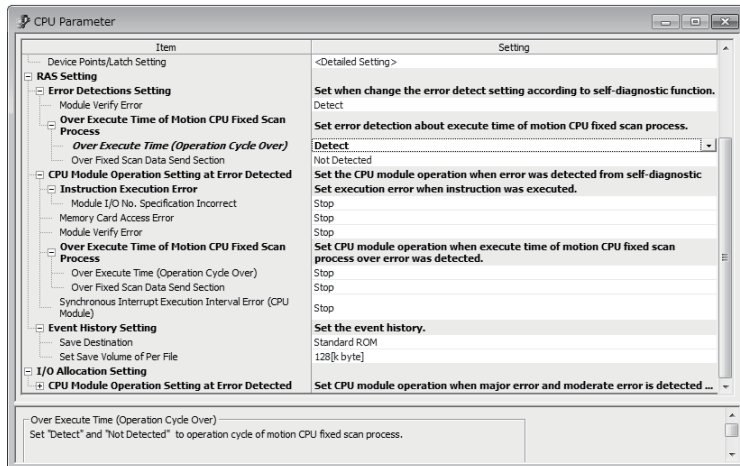 CPU Parameter
Item Setting
Device Points/Latch Setting <Detailed Setting>
RAS Setting
Error Detections Setting Set when change the error detect setting according to self-diagnostic function.
Module Verify Error Detect
Over Execute Time of Motion CPU Fixed Scan
Process
Set error detection about execute time of motion CPU fixed scan process.
Over Execute Time (Operation Cycle Over) Detect
Over Fixed Scan Data Send Section Not Detected
CPU Module Operation Setting at Error Detected Set the CPU module operation when error was detected from self-diagnostic
Instruction Execution Error Set execution error when instruction was executed.
Module I/O No. Specification Incorrect Stop
Memory Card Access Error Stop
Module Verify Error Stop
Over Execute Time of Motion CPU Fixed Scan
Process
Set CPU module operation when execute time of motion CPU fixed scan
process over error was detected.
Over Execute Time (Operation Cycle Over) Stop
Over Fixed Scan Data Send Section Stop
Synchronous Interrupt Execution Interval Error (CPU
Module)
Stop
Event History Setting Set the event history.
Save Destination Standard ROM
Set Save Volume of Per File 128[k byte]
I/O Allocation Setting
CPU Module Operation Setting at Error Detected Set CPU module operation when major error and moderate error is detected ...
Over Execute Time (Operation Cycle Over)
Set "Detect" and "Not Detected" to operation cycle of motion CPU fixed scan process.